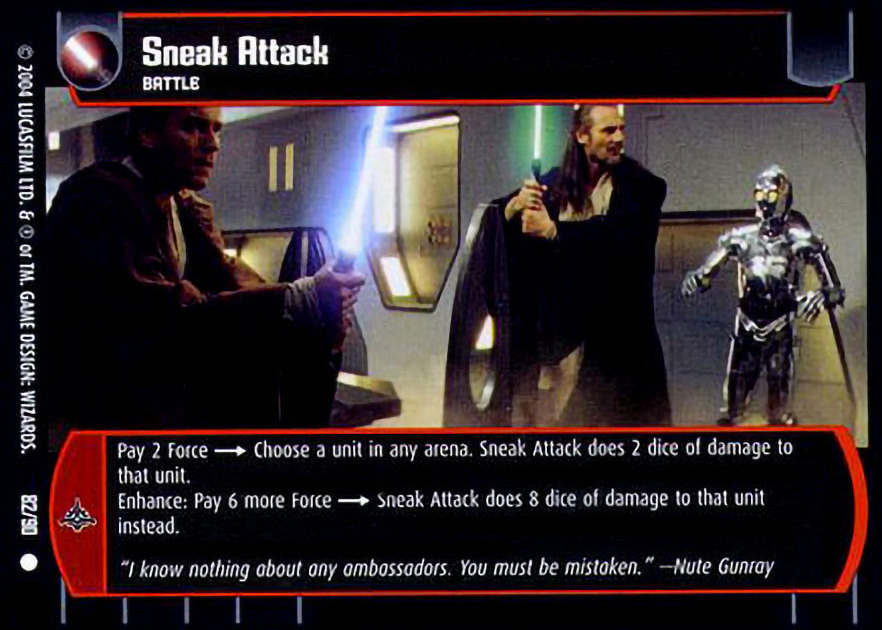 Sneak Attack
BATTLE
Pay 2 Force → Choose a unit in any arena. Sneak Attack does 2 dice of damage to
that unit.
Enhance: Pay 6 more Force → Sneak Attack does 8 dice of damage to that unit
instead.
“I know nothing about any ambassadors. You must be mistaken.” —Nute Gunray
© 2004 LUCASFILM LTD. & ® or TM. GAME DESIGN: WIZARDS. 82/90